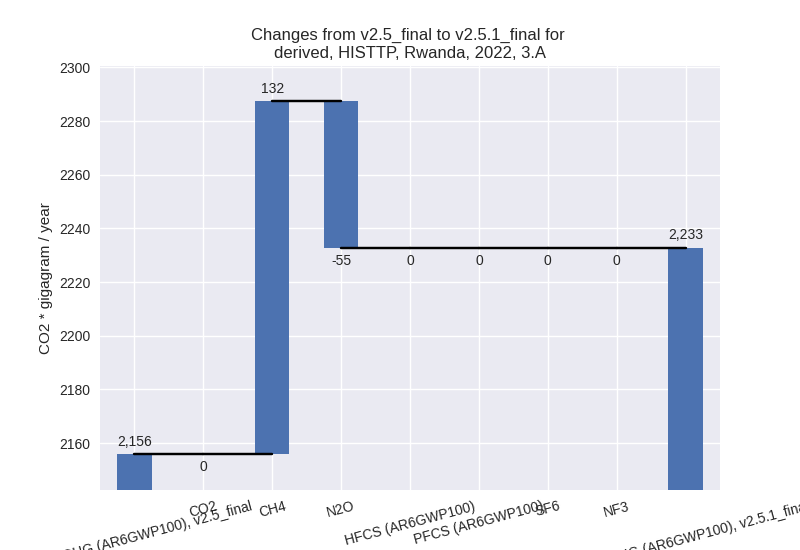 Changes from v2.5_final to v2.5.1_final for
derived, HISTTP, Rwanda, 2022, 3.A
CO2 * gigagram / year
2300
2280
2260
2240
2220
2200
2180
2160
2,156
0
132
-55
0
0
0
0
2,233
(AR6GWP100), v2.5_final
CO2
CH4
N2O
HFCS (AR6GWP100)
PFCS (AR6GWP100)
SF6
NF3
(AR6GWP100), v2.5.1_fina